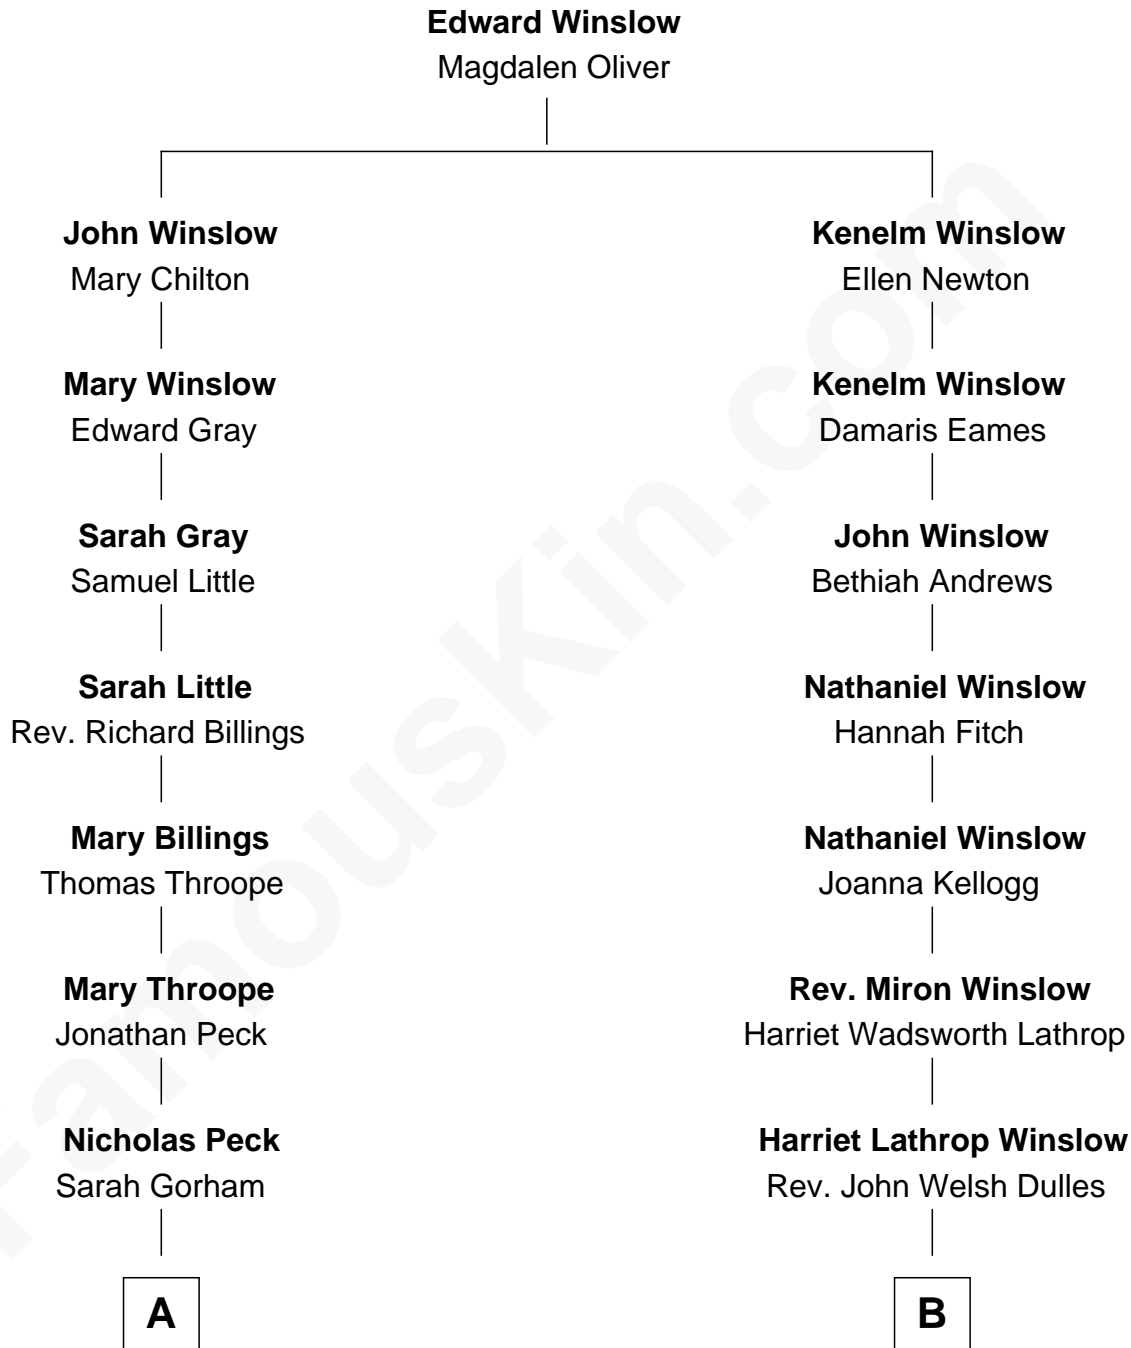 Edward Winslow
Magdalen Oliver
John Winslow
Mary Chilton
Kenelm Winslow
Ellen Newton
Mary Winslow
Edward Gray
Kenelm Winslow
Damaris Eames
Sarah Gray
Samuel Little
John Winslow
Bethiah Andrews
Sarah Little
Rev. Richard Billings
Nathaniel Winslow
Hannah Fitch
Mary Billings
Thomas Throope
Nathaniel Winslow
Joanna Kellogg
Mary Throope
Jonathan Peck
Rev. Miron Winslow
Harriet Wadsworth Lathrop
Nicholas Peck
Sarah Gorham
Harriet Lathrop Winslow
Rev. John Welsh Dulles
A
B
FamousKin.com